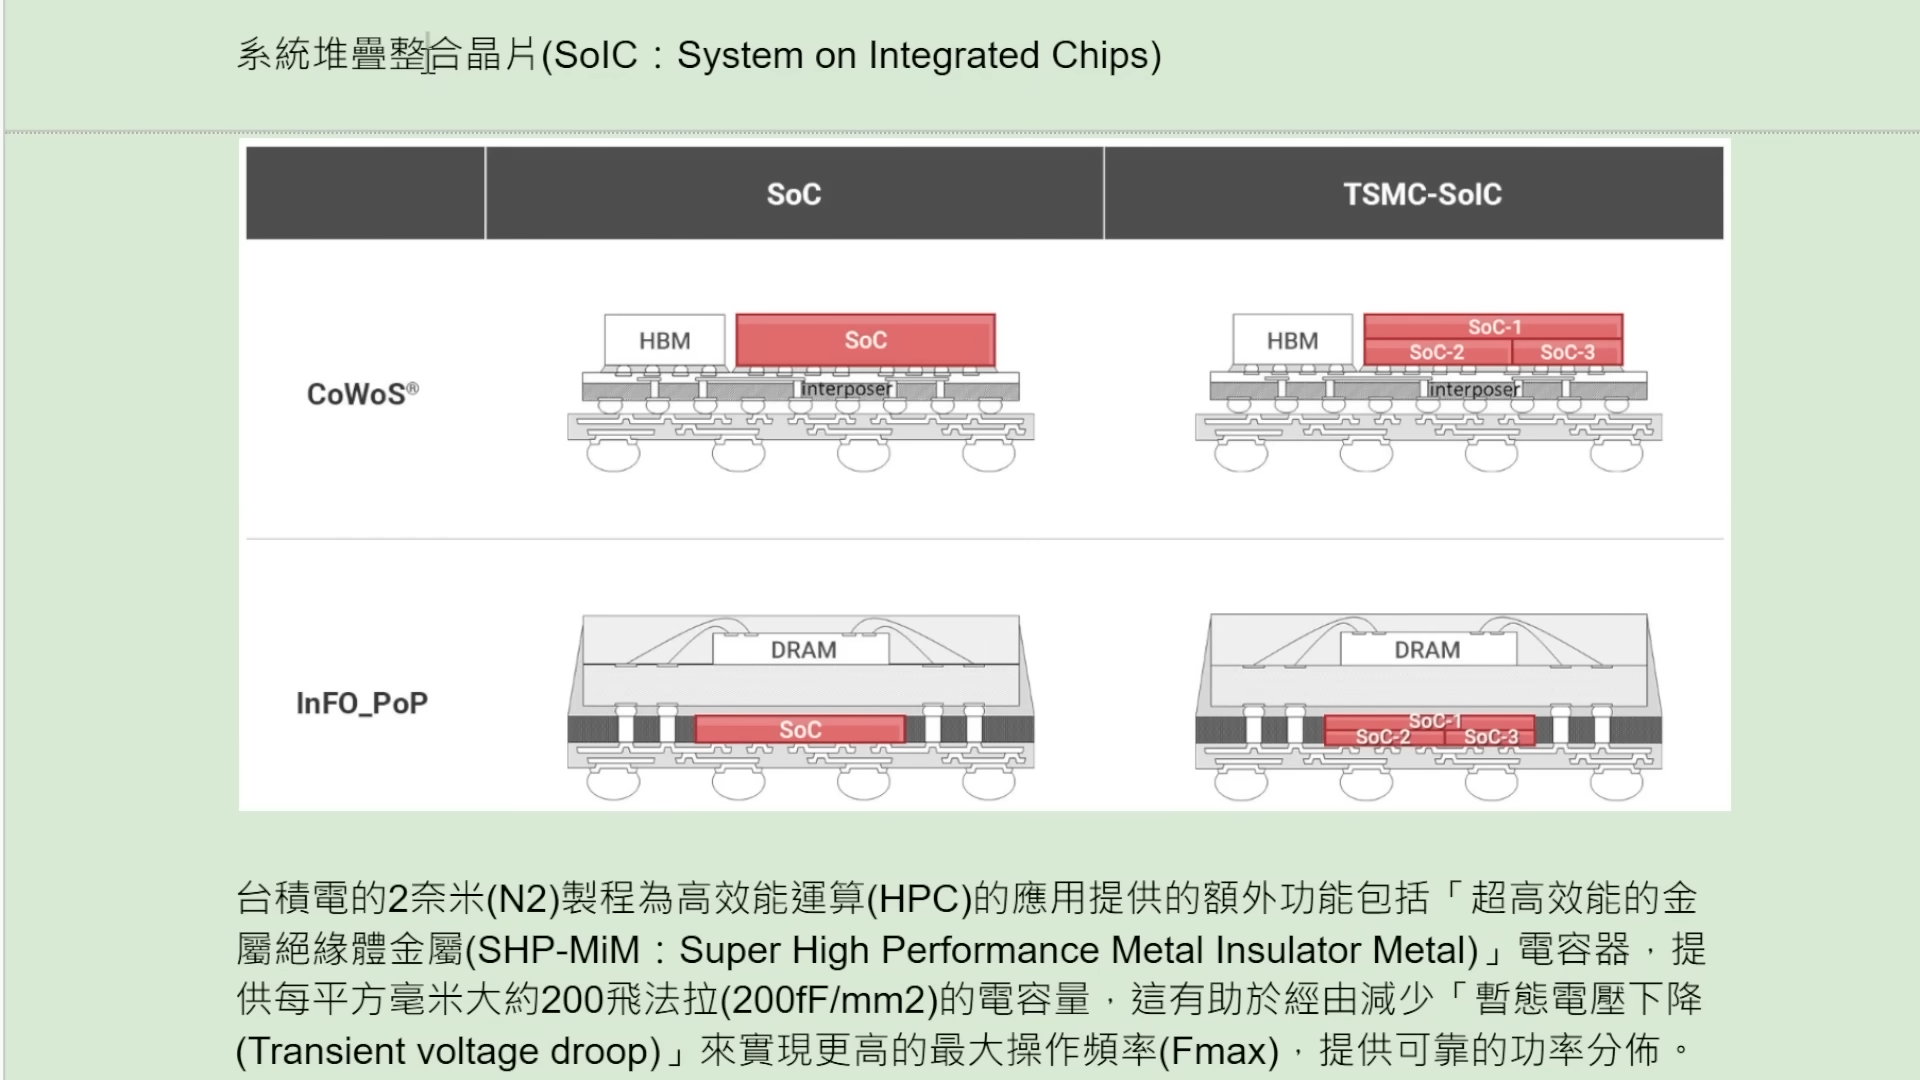 系統堆疊整合晶片(SoIC：System on Integrated Chips)
SoC
TSMC-SoIC
CoWoS®
HBM
SoC
interposer
HBM
SoC-1
SoC-2
SoC-3
interposer
InFO_PoP
DRAM
SoC
DRAM
SoC-1
SoC-2
SoC-3
台積電的2奈米(N2)製程為高效能運算(HPC)的應用提供的額外功能包括「超高效能的金
屬絕緣體金屬(SHP-MiM：Super High Performance Metal Insulator Metal)」電容器，提
供每平方毫米大約200飛法拉(200fF/mm2)的電容量，這有助於經由減少「暫態電壓下降
(Transient voltage droop)」來實現更高的最大操作頻率(Fmax)，提供可靠的功率分佈。